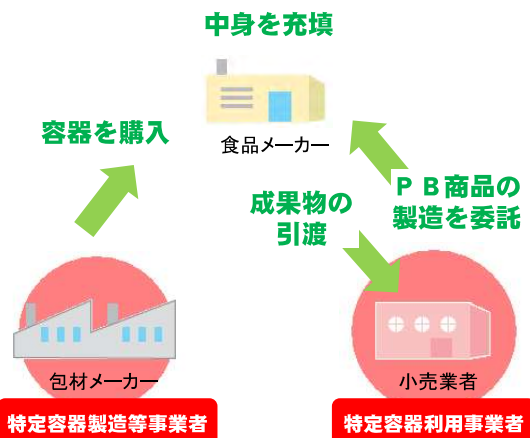 中身を充填
食品メーカー
容器を購入
ＰＢ商品の
製造を委託
成果物の
引渡
包材メーカー
小売業者
特定容器製造等事業者
特定容器利用事業者